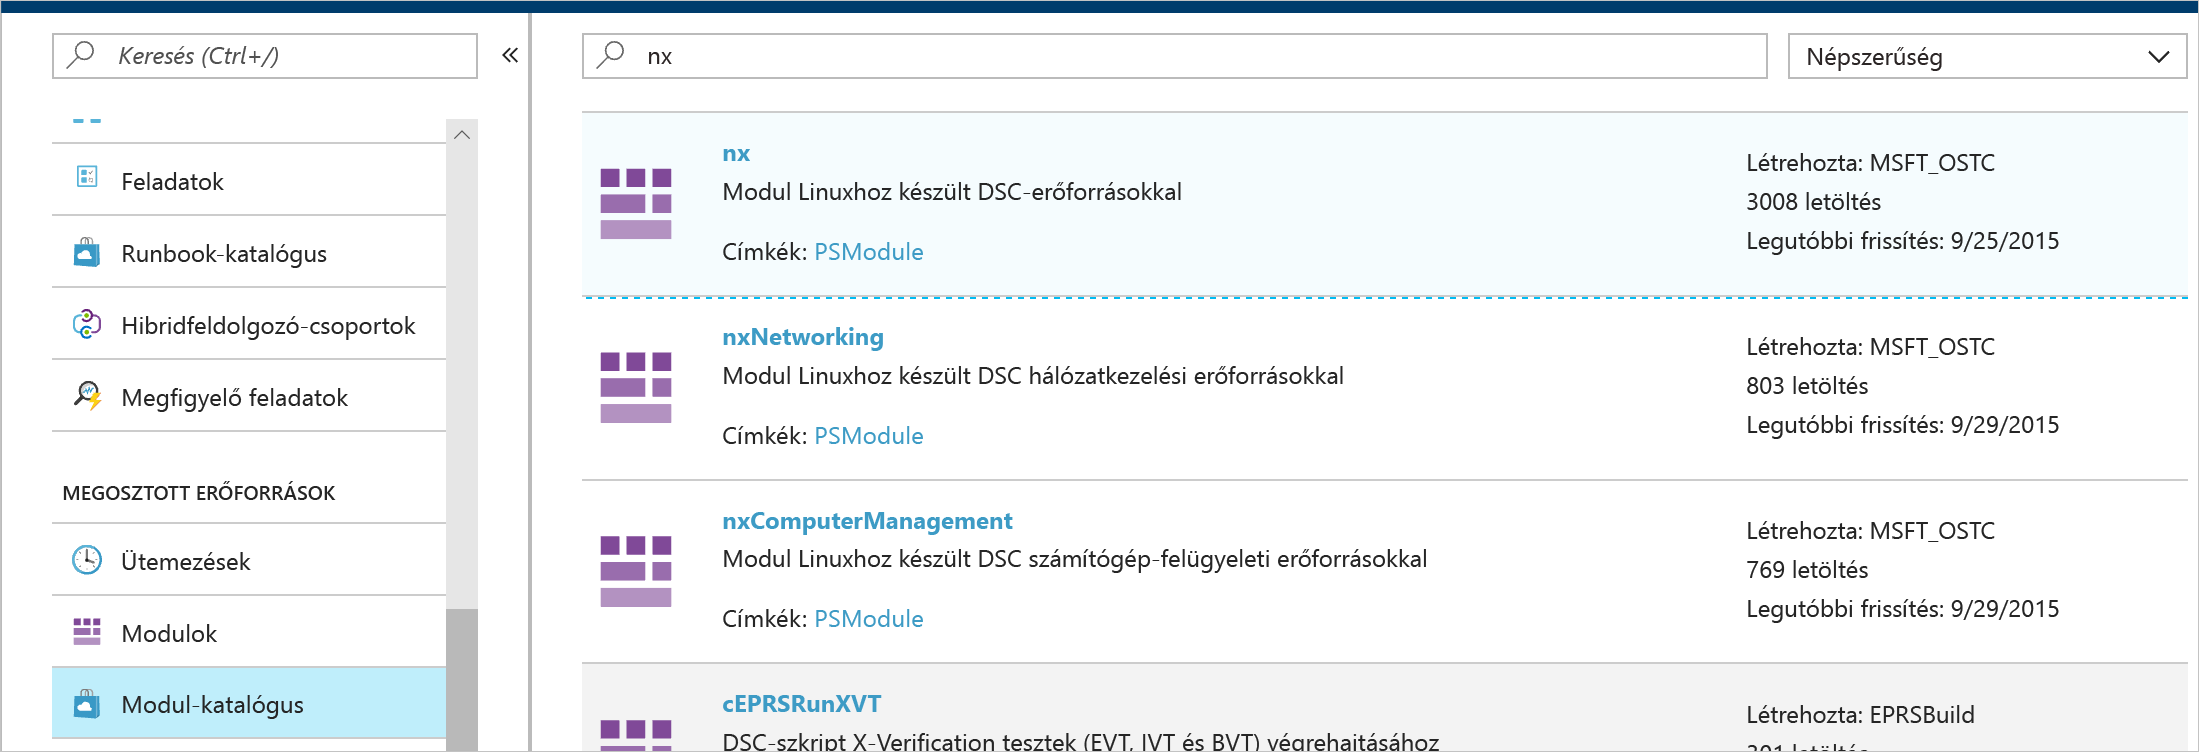 Keresés (Ctrl+/)
«
Feladatok
Runbook-katalógus
Hibridfeldolgozó-csoportok
Megfigyelő feladatok
MEGOSZTOTT ERŐFORRÁSOK
Ütemezések
Modulok
Modul-katalógus
nx
Népszerűség
nx
Modul Linuxhoz készült DSC-erőforrásokkal
Címkék: PSModule
Létrehozta: MSFT_OSTC
3008 letöltés
Legutóbbi frissítés: 9/25/2015
nxNetworking
Modul Linuxhoz készült DSC hálózatkezelési erőforrásokkal
Címkék: PSModule
Létrehozta: MSFT_OSTC
803 letöltés
Legutóbbi frissítés: 9/29/2015
nxComputerManagement
Modul Linuxhoz készült DSC számítógép-felügyeleti erőforrásokkal
Címkék: PSModule
Létrehozta: MSFT_OSTC
769 letöltés
Legutóbbi frissítés: 9/29/2015
cEPRSRunXVT
DSC-szkript X-Verification tesztek (EVT, IVT és BVT) végrehajtásához
Létrehozta: EPRSBuild
301 letöltés